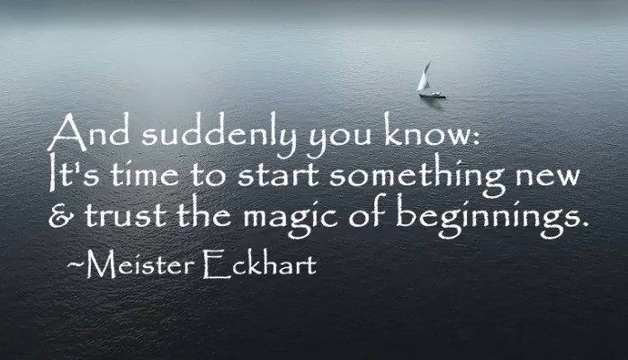 And suddenly you know:
It's time to start something new
& trust the magic of beginnings.
~Meister Eckhart